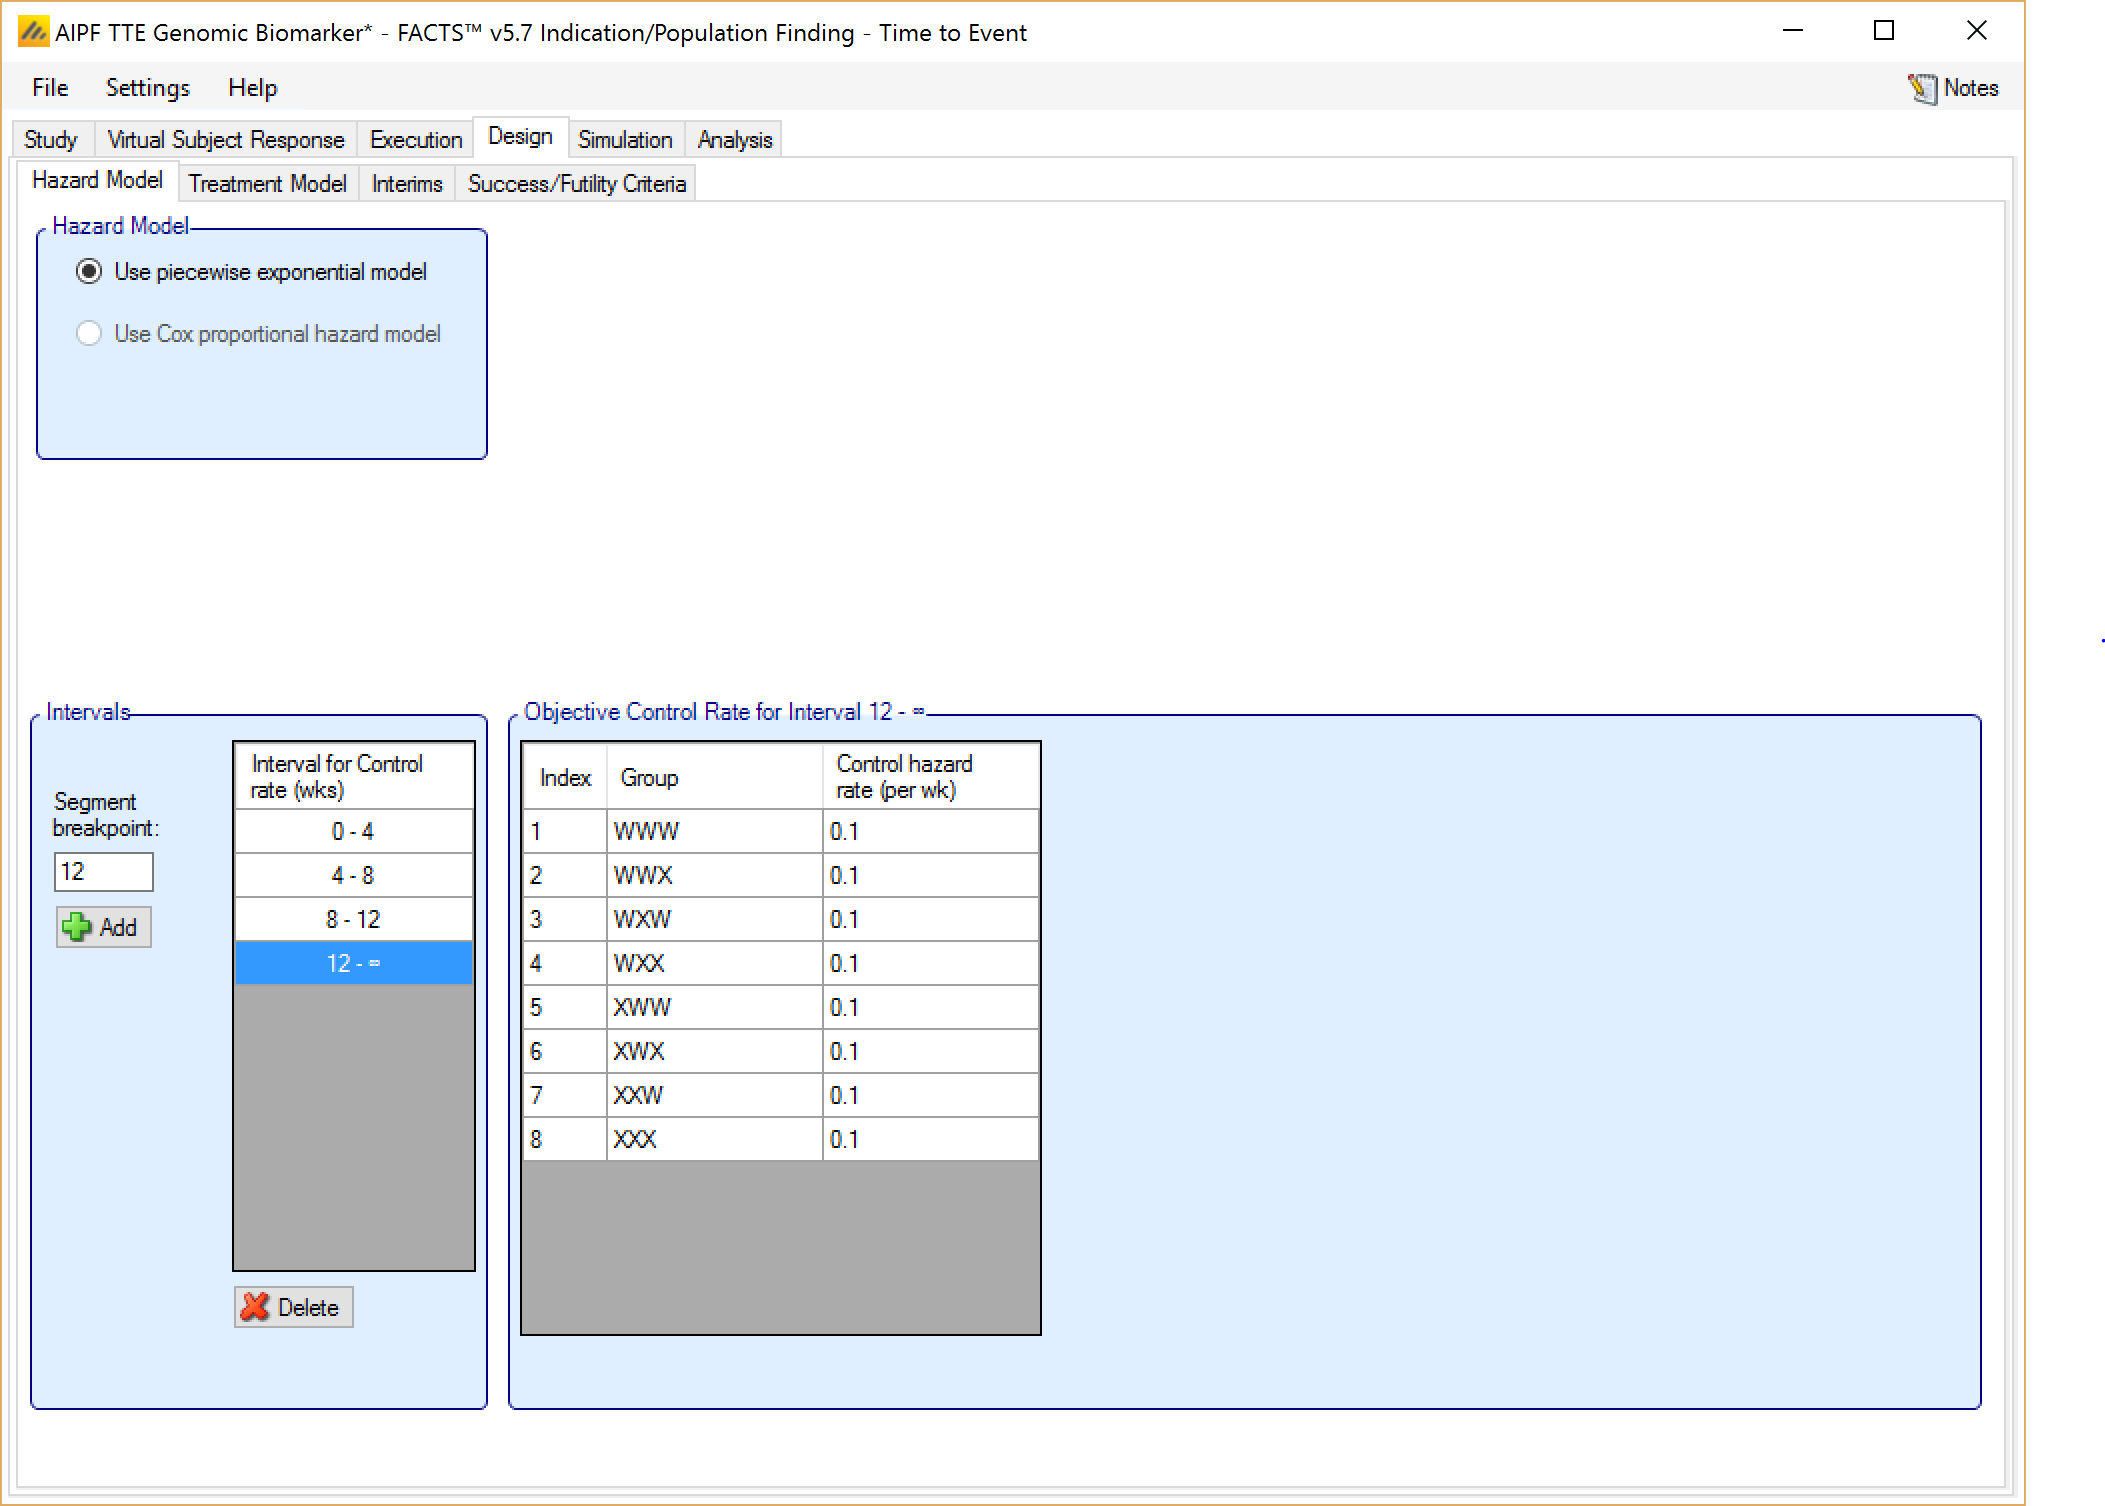 AIPF TTE Genomic Biomarker* - FACTS™ v5.7 Indication/Population Finding - Time to Event
File Settings Help Notes
Study Virtual Subject Response Execution Design Simulation Analysis
Hazard Model Treatment Model Interims Success/Futility Criteria
Hazard Model
Use piecewise exponential model
Use Cox proportional hazard model
Intervals
Segment
breakpoint:
12
Add
Interval for Control
rate (wks)
0 - 4
4 - 8
8 - 12
12 - ∞
Delete
Objective Control Rate for Interval 12 - ∞
Index Group Control hazard
rate (per wk)
1 WWW 0.1
2 WWX 0.1
3 WXW 0.1
4 WXX 0.1
5 XWW 0.1
6 XWX 0.1
7 XXW 0.1
8 XXX 0.1